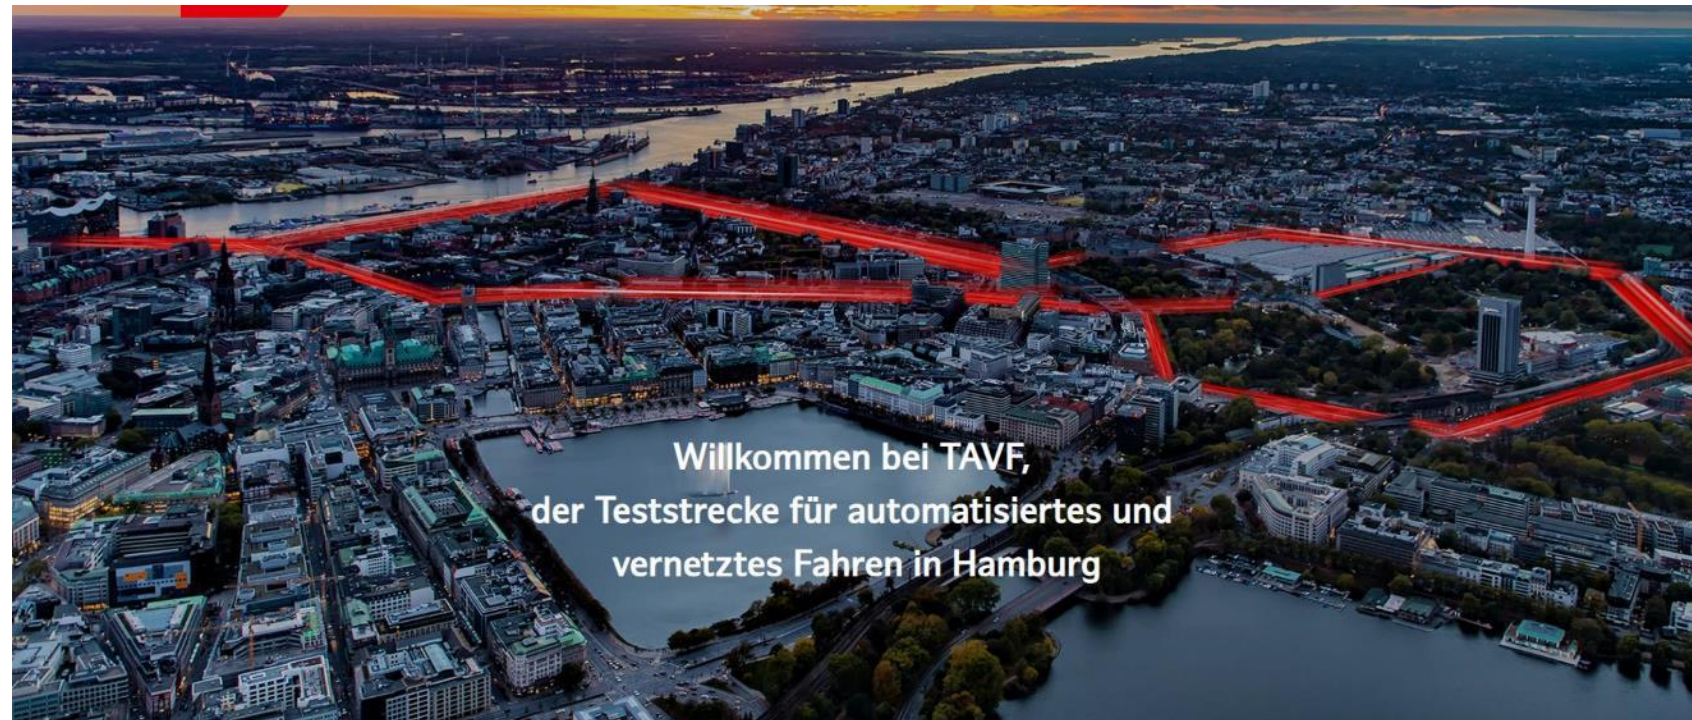 Willkommen bei TAVF,
der Teststrecke für automatisiertes und
vernetztes Fahren in Hamburg